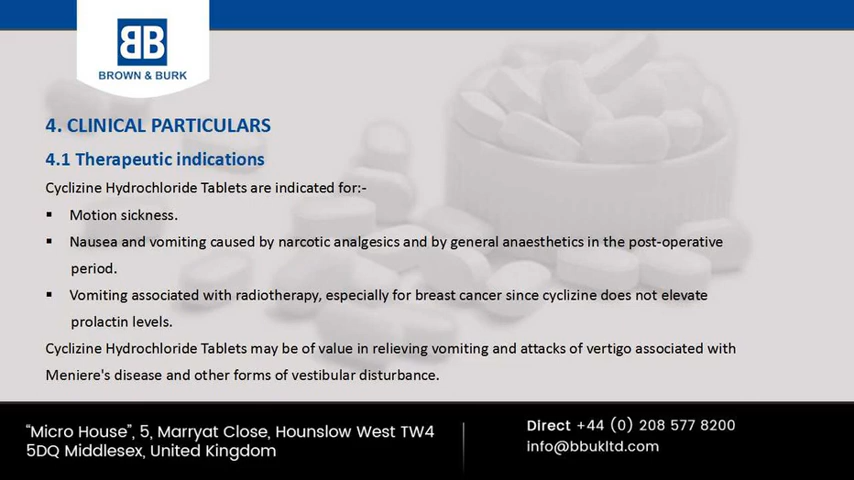 BB
BROWN & BURK
4. CLINICAL PARTICULARS
4.1 Therapeutic indications
Cyclizine Hydrochloride Tablets are indicated for:-
▪ Motion sickness.
▪ Nausea and vomiting caused by narcotic analgesics and by general anaesthetics in the post-operative
period.
▪ Vomiting associated with radiotherapy, especially for breast cancer since cyclizine does not elevate
prolactin levels.
Cyclizine Hydrochloride Tablets may be of value in relieving vomiting and attacks of vertigo associated with
Meniere's disease and other forms of vestibular disturbance.
“Micro House”, 5, Marryat Close, Hounslow West TW4
5DQ Middlesex, United Kingdom
Direct +44 (0) 208 577 8200
info@bbukltd.com